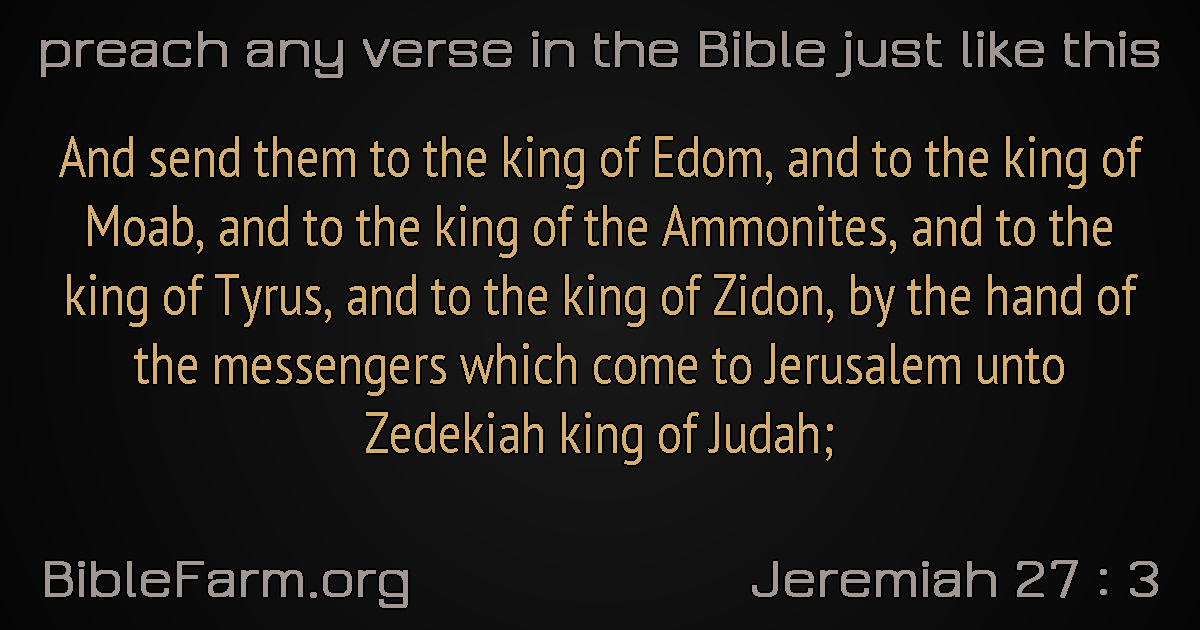 preach any verse in the Bible just like this
And send them to the king of Edom, and to the king of
Moab, and to the king of the Ammonites, and to the
king of Tyrus, and to the king of Zidon, by the hand of
the messengers which come to Jerusalem unto
Zedekiah king of Judah;
BibleFarm.org
Jeremiah 27 : 3